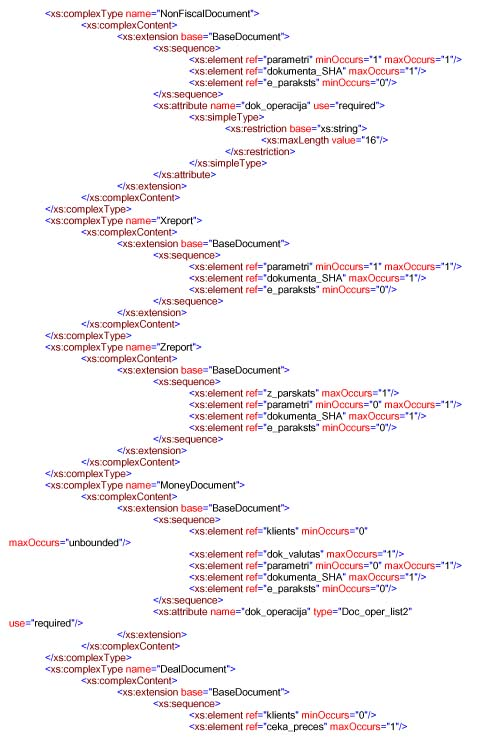 <xs:complexType name="NonFiscalDocument">
<xs:complexContent>
<xs:extension base="BaseDocument">
<xs:sequence>
<xs:element ref="parametri" minOccurs="1" maxOccurs="1"/>
<xs:element ref="dokumenta_SHA" maxOccurs="1"/>
<xs:element ref="e_paraksts" minOccurs="0"/>
</xs:sequence>
<xs:attribute name="dok_operacija" use="required">
<xs:simpleType>
<xs:restriction base="xs:string">
<xs:maxLength value="16"/>
</xs:restriction>
</xs:simpleType>
</xs:attribute>
</xs:extension>
</xs:complexContent>
</xs:complexType>
<xs:complexType name="Xreport">
<xs:complexContent>
<xs:extension base="BaseDocument">
<xs:sequence>
<xs:element ref="parametri" minOccurs="1" maxOccurs="1"/>
<xs:element ref="dokumenta_SHA" maxOccurs="1"/>
<xs:element ref="e_paraksts" minOccurs="0"/>
</xs:sequence>
</xs:extension>
</xs:complexContent>
</xs:complexType>
<xs:complexType name="Zreport">
<xs:complexContent>
<xs:extension base="BaseDocument">
<xs:sequence>
<xs:element ref="z_parskats" maxOccurs="1"/>
<xs:element ref="parametri" minOccurs="0" maxOccurs="1"/>
<xs:element ref="dokumenta_SHA" maxOccurs="1"/>
<xs:element ref="e_paraksts" minOccurs="0"/>
</xs:sequence>
</xs:extension>
</xs:complexContent>
</xs:complexType>
<xs:complexType name="MoneyDocument">
<xs:complexContent>
<xs:extension base="BaseDocument">
<xs:sequence>
<xs:element ref="klients" minOccurs="0"
maxOccurs="unbounded"/>
<xs:element ref="dok_valutas" maxOccurs="1"/>
<xs:element ref="parametri" minOccurs="0" maxOccurs="1"/>
<xs:element ref="dokumenta_SHA" maxOccurs="1"/>
<xs:element ref="e_paraksts" minOccurs="0"/>
</xs:sequence>
<xs:attribute name="dok_operacija" type="Doc_oper_list2"
use="required"/>
</xs:extension>
</xs:complexContent>
</xs:complexType>
<xs:complexType name="DealDocument">
<xs:complexContent>
<xs:extension base="BaseDocument">
<xs:sequence>
<xs:element ref="klients" minOccurs="0"/>
<xs:element ref="ceka_preces" maxOccurs="1"/>